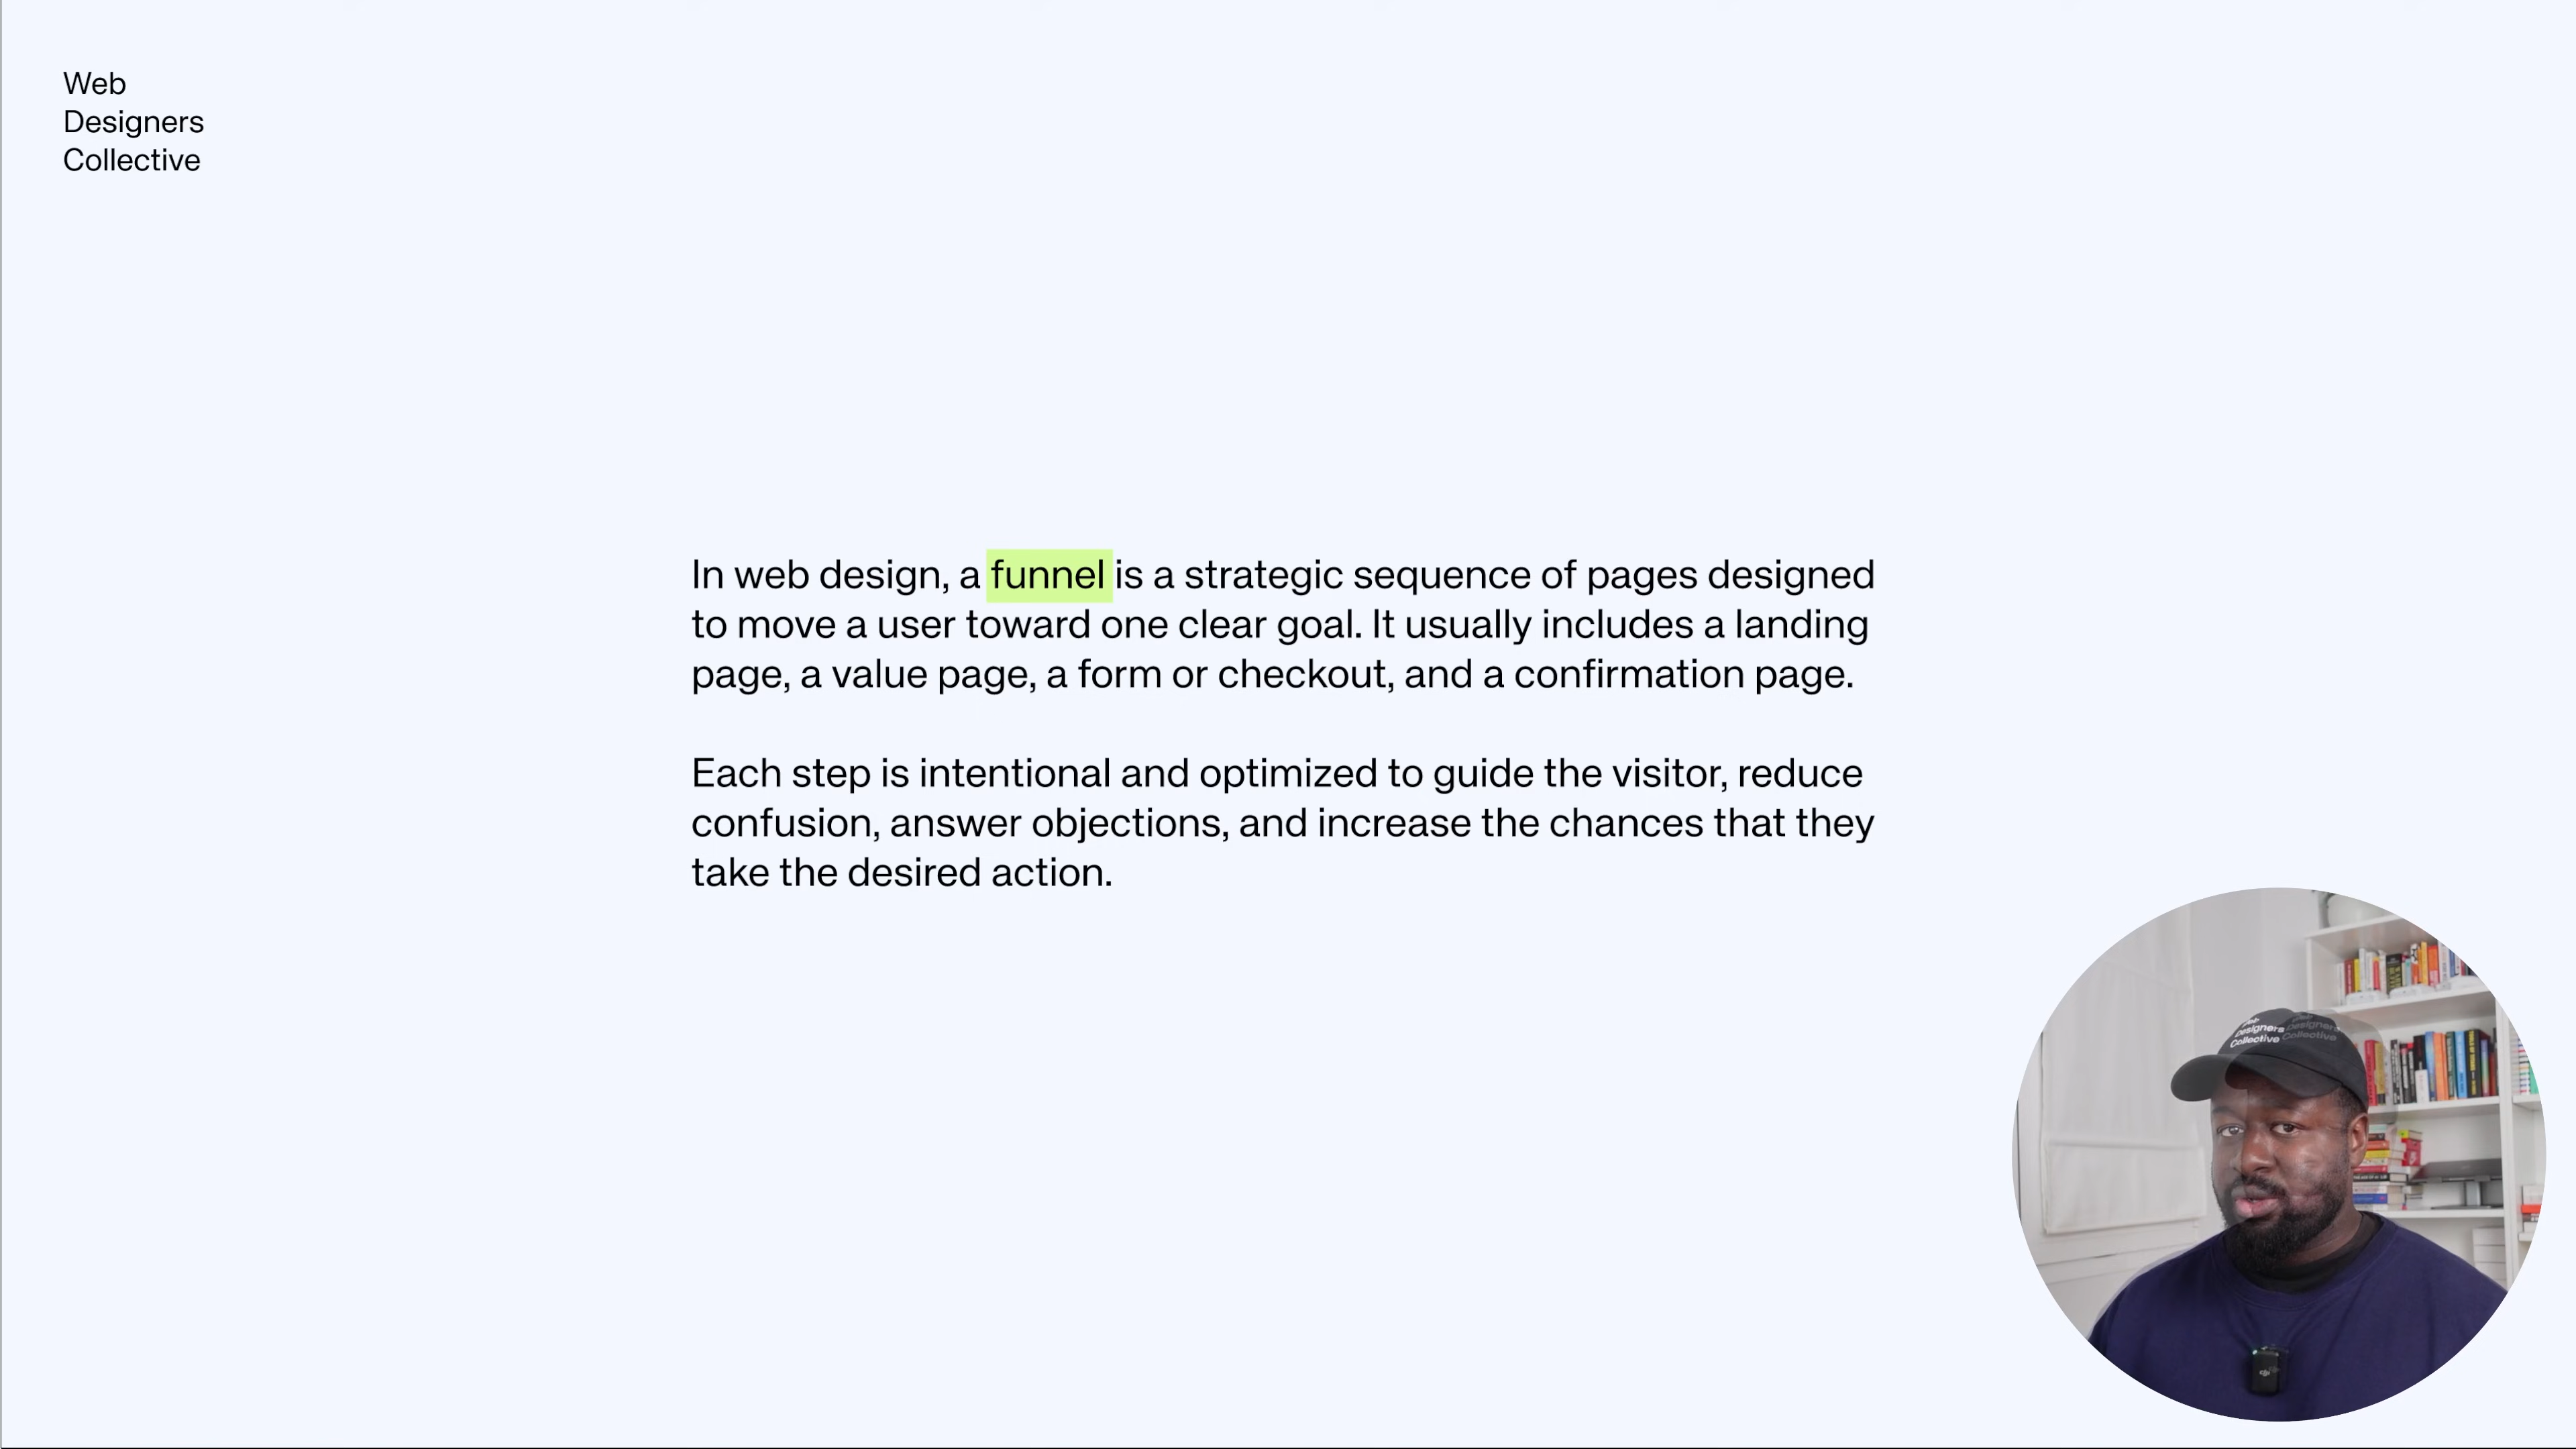 Web
Designers
Collective
In web design, a funnel is a strategic sequence of pages designed
to move a user toward one clear goal. It usually includes a landing
page, a value page, a form or checkout, and a confirmation page.
Each step is intentional and optimized to guide the visitor, reduce
confusion, answer objections, and increase the chances that they
take the desired action.
Designers
Collective